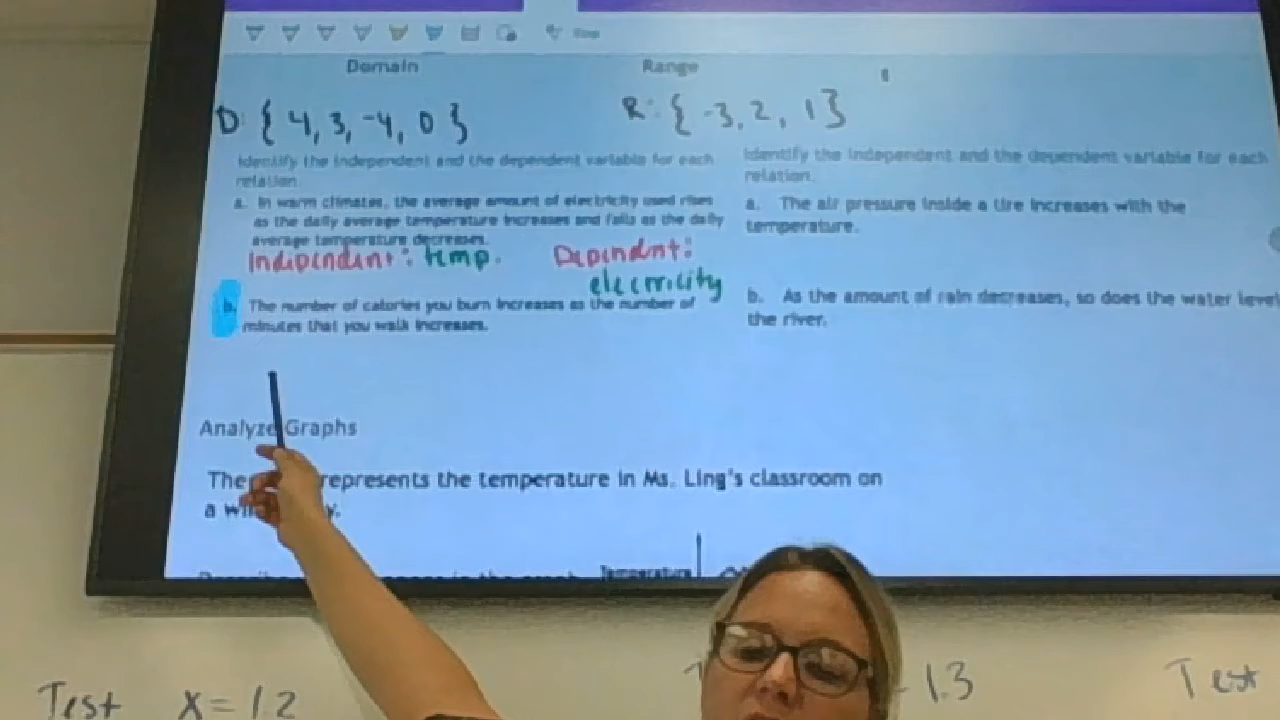 Stop
Domain
Range
D: { 4, 3, -4, 0 }
R: { -3, 2, 1 }
Identify the independent and the dependent variable for each
relation.
a. In warm climates, the average amount of electricity used rises
as the daily average temperature increases and falls as the daily
average temperature decreases.
Independent: temp.
Dependent:
electricity
b. The number of calories you burn increases as the number of
minutes that you walk increases.
Identify the independent and the dependent variable for each
relation.
a. The air pressure inside a tire increases with the
temperature.
b. As the amount of rain decreases, so does the water level
the river.
Analyze Graphs
The represents the temperature in Ms. Ling's classroom on
a
in the graph
Temperature
Test x = 1.2
- 1.3
Test